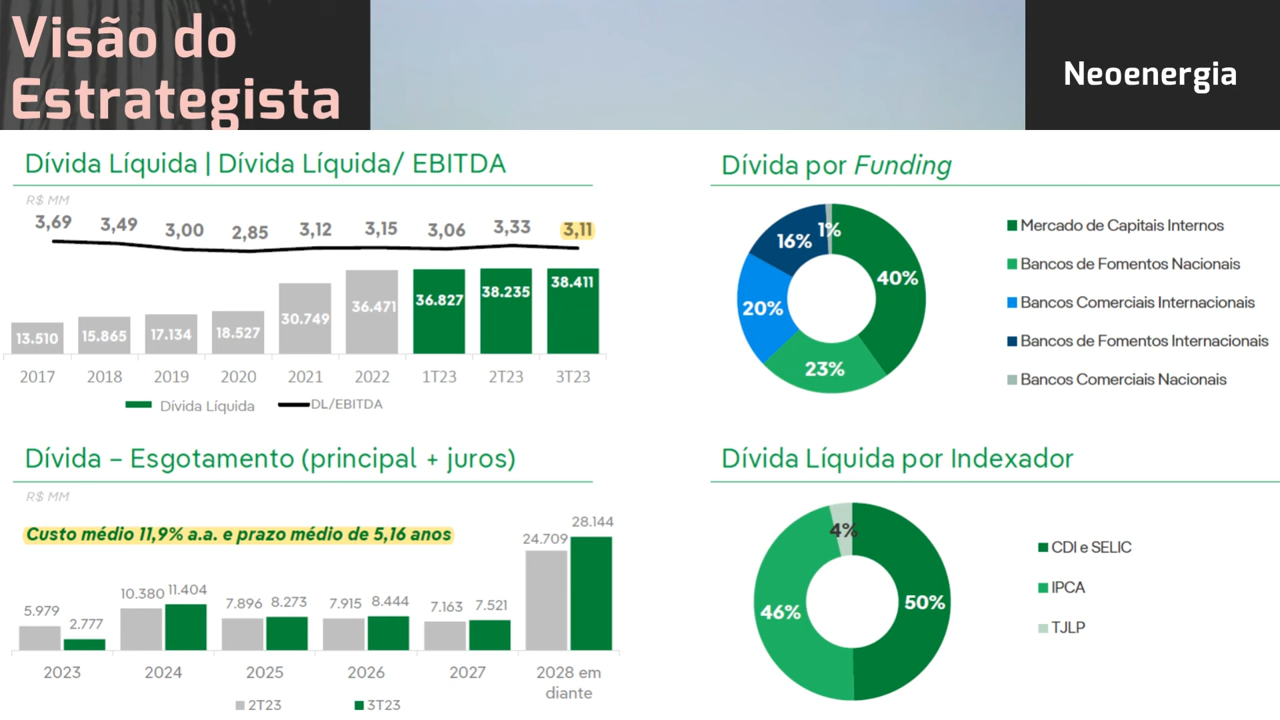 Visão do
Estrategista
Neoenergia
Dívida Líquida | Dívida Líquida/ EBITDA
R$ MM
3,69 3,49 3,00 2,85 3,12 3,15 3,06 3,33 3,11
13.510 15.865 17.134 18.527 30.749 36.471 36.827 38.235 38.411
2017 2018 2019 2020 2021 2022 1T23 2T23 3T23
Dívida Líquida DL/EBITDA
Dívida por Funding
1%
16%
40%
20%
23%
Mercado de Capitais Internos
Bancos de Fomentos Nacionais
Bancos Comerciais Internacionais
Bancos de Fomentos Internacionais
Bancos Comerciais Nacionais
Dívida – Esgotamento (principal + juros)
R$ MM
Custo médio 11,9% a.a. e prazo médio de 5,16 anos
5.979 2.777 10.380 11.404 7.896 8.273 7.915 8.444 7.163 7.521 24.709 28.144
2023 2024 2025 2026 2027 2028 em
diante
2T23 3T23
Dívida Líquida por Indexador
4%
46%
50%
CDI e SELIC
IPCA
TJLP